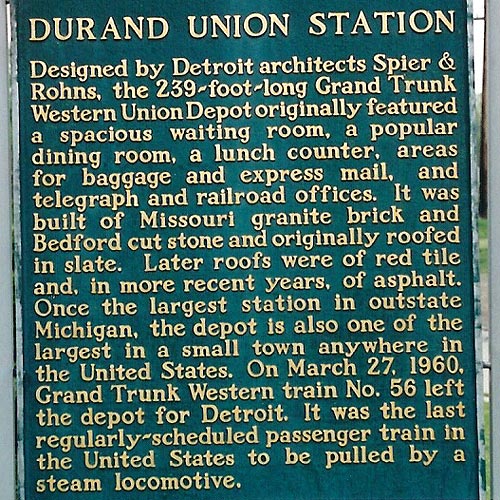 DURAND UNION STATION
Designed by Detroit architects Spier &
Rohns, the 239-foot-long Grand Trunk
Western Union Depot originally featured
a spacious waiting room, a popular
dining room, a lunch counter, areas
for baggage and express mail, and
telegraph and railroad offices. It was
built of Missouri granite brick and
Bedford cut stone and originally roofed
in slate. Later roofs were of red tile
and, in more recent years, of asphalt.
Once the largest station in outstate
Michigan, the depot is also one of the
largest in a small town anywhere in
the United States. On March 27, 1960,
Grand Trunk Western train No. 56 left
the depot for Detroit. It was the last
regularly-scheduled passenger train in
the United States to be pulled by a
steam locomotive.